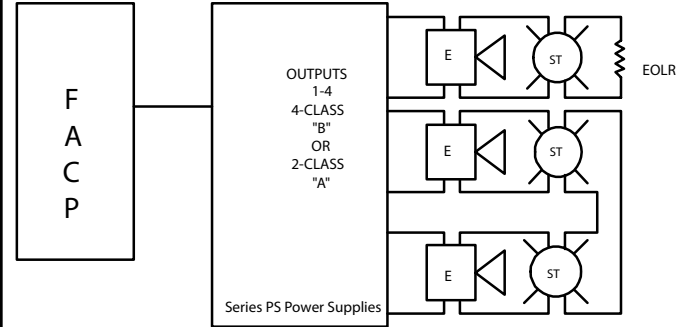 F
A
C
P
OUTPUTS
1-4
4-CLASS
"B"
OR
2-CLASS
"A"
Series PS Power Supplies
E
ST
EOLR
E
ST
E
ST